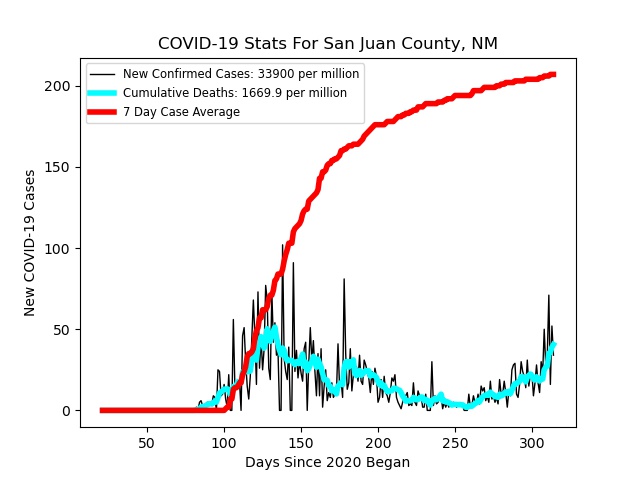 COVID-19 Stats For San Juan County, NM
New Confirmed Cases: 33900 per million
Cumulative Deaths: 1669.9 per million
7 Day Case Average
New COVID-19 Cases
200
150
100
50
0
50 100 150 200 250 300
Days Since 2020 Began